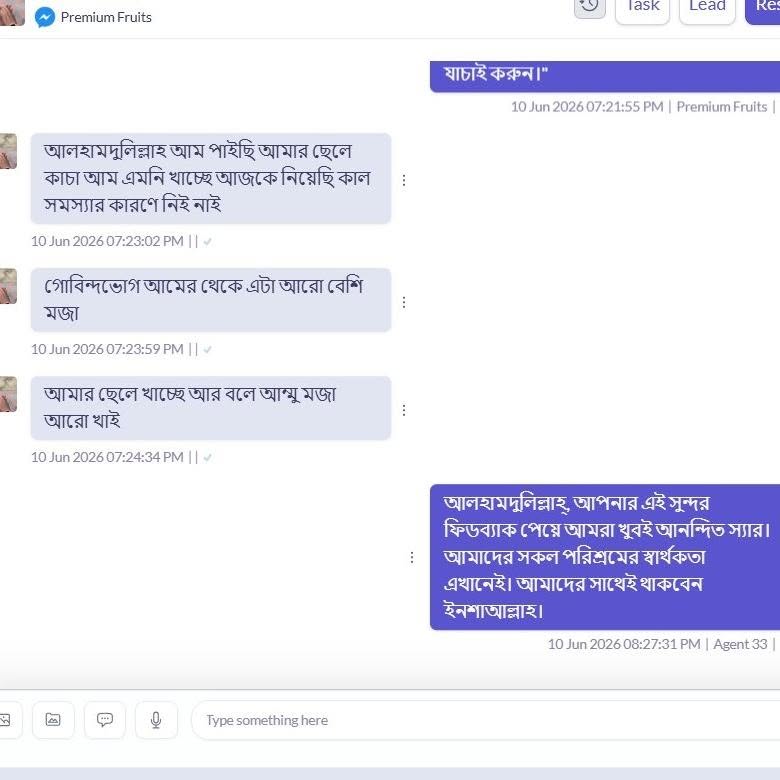 Premium Fruits
Task
Lead
Res
যাচাই করুন।"
10 Jun 2026 07:21:55 PM | Premium Fruits |
আলহামদুলিল্লাহ আম পাইছি আমার ছেলে
কাচা আম এমনি খাচ্ছে আজকে নিয়েছি কাল
সমস্যার কারণে নিই নাই
10 Jun 2026 07:23:02 PM ||
গোবিন্দভোগ আমের থেকে এটা আরো বেশি
মজা
10 Jun 2026 07:23:59 PM ||
আমার ছেলে খাচ্ছে আর বলে আম্মু মজা
আরো খাই
10 Jun 2026 07:24:34 PM ||
আলহামদুলিল্লাহ্, আপনার এই সুন্দর
ফিডব্যাক পেয়ে আমরা খুবই আনন্দিত স্যার।
আমাদের সকল পরিশ্রমের স্বার্থকতা
এখানেই। আমাদের সাথেই থাকবেন
ইনশাআল্লাহ।
10 Jun 2026 08:27:31 PM | Agent 33 |
Type something here